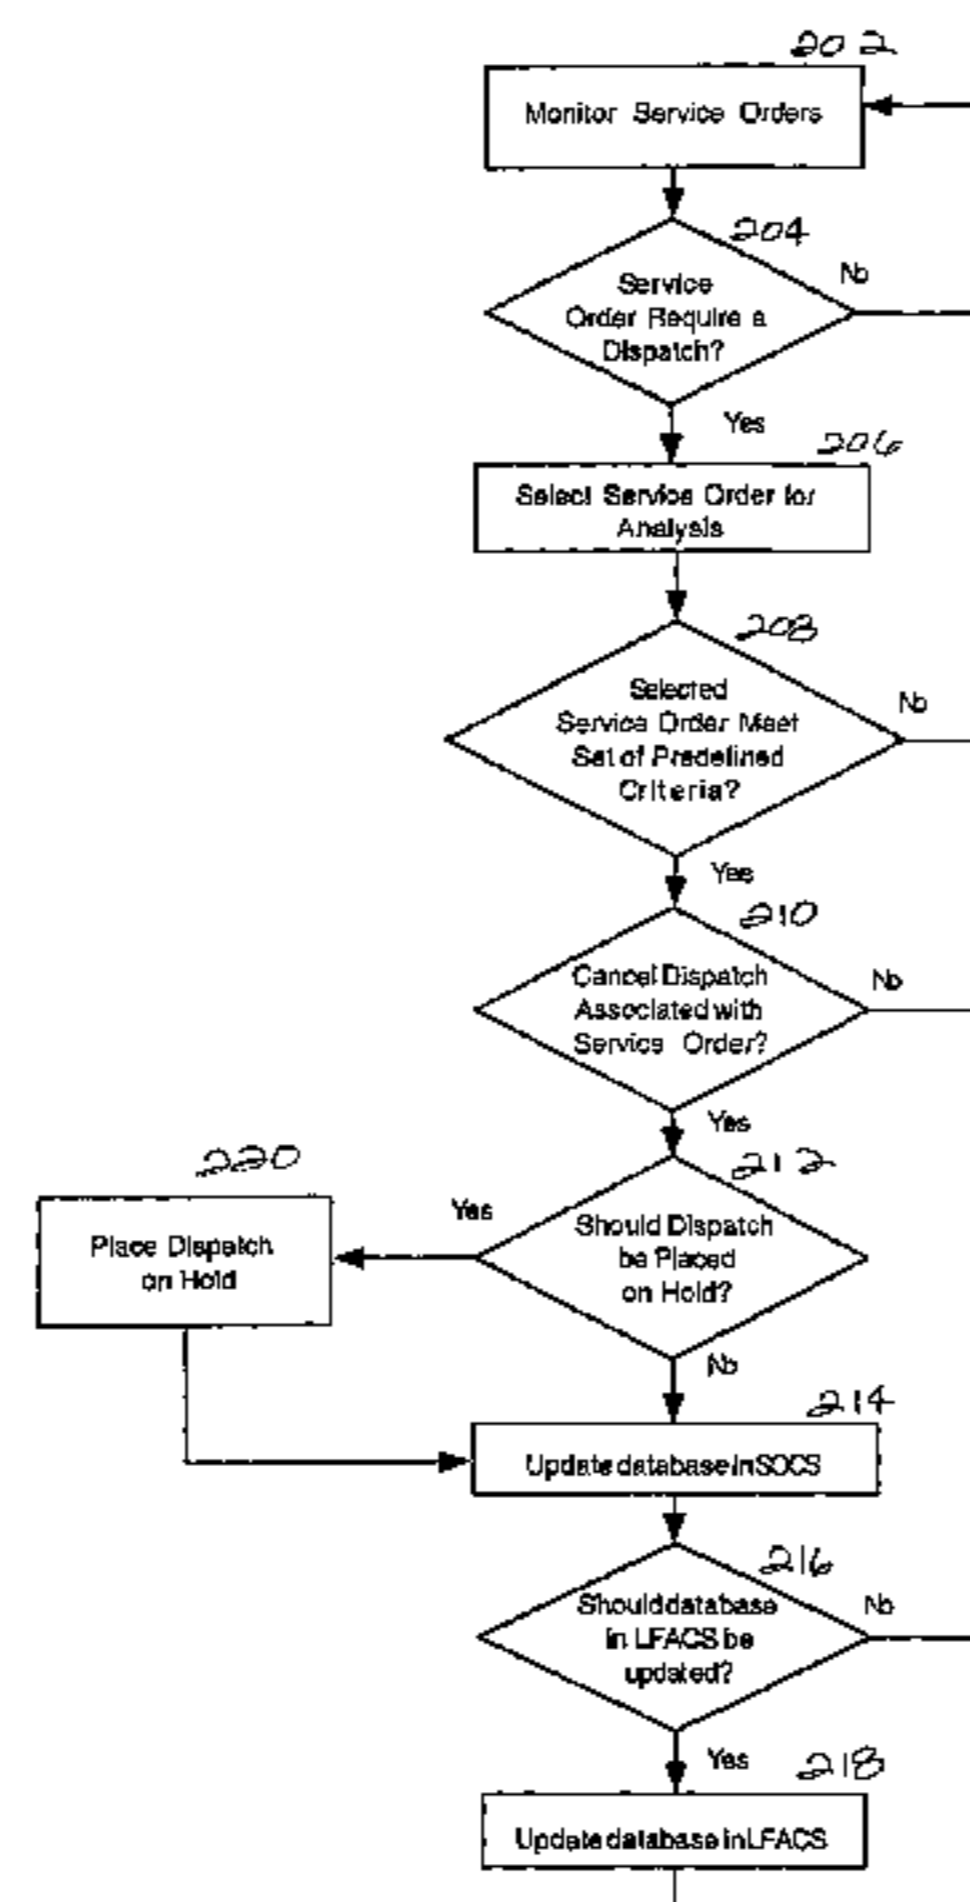 202
Monitor Service Orders
204
No
Service
Order Require a
Dispatch?
Yes
206
Select Service Order for
Analysis
208
No
Selected
Service Order Meet
Set of Predefined
Criteria?
Yes
210
No
Cancel Dispatch
Associated with
Service Order?
Yes
212
220
Yes
Should Dispatch
be Placed
on Hold?
Place Dispatch
on Hold
No
214
Update database in SOCS
216
No
Should database
in LFACS be
updated?
Yes
218
Update database in LFACS